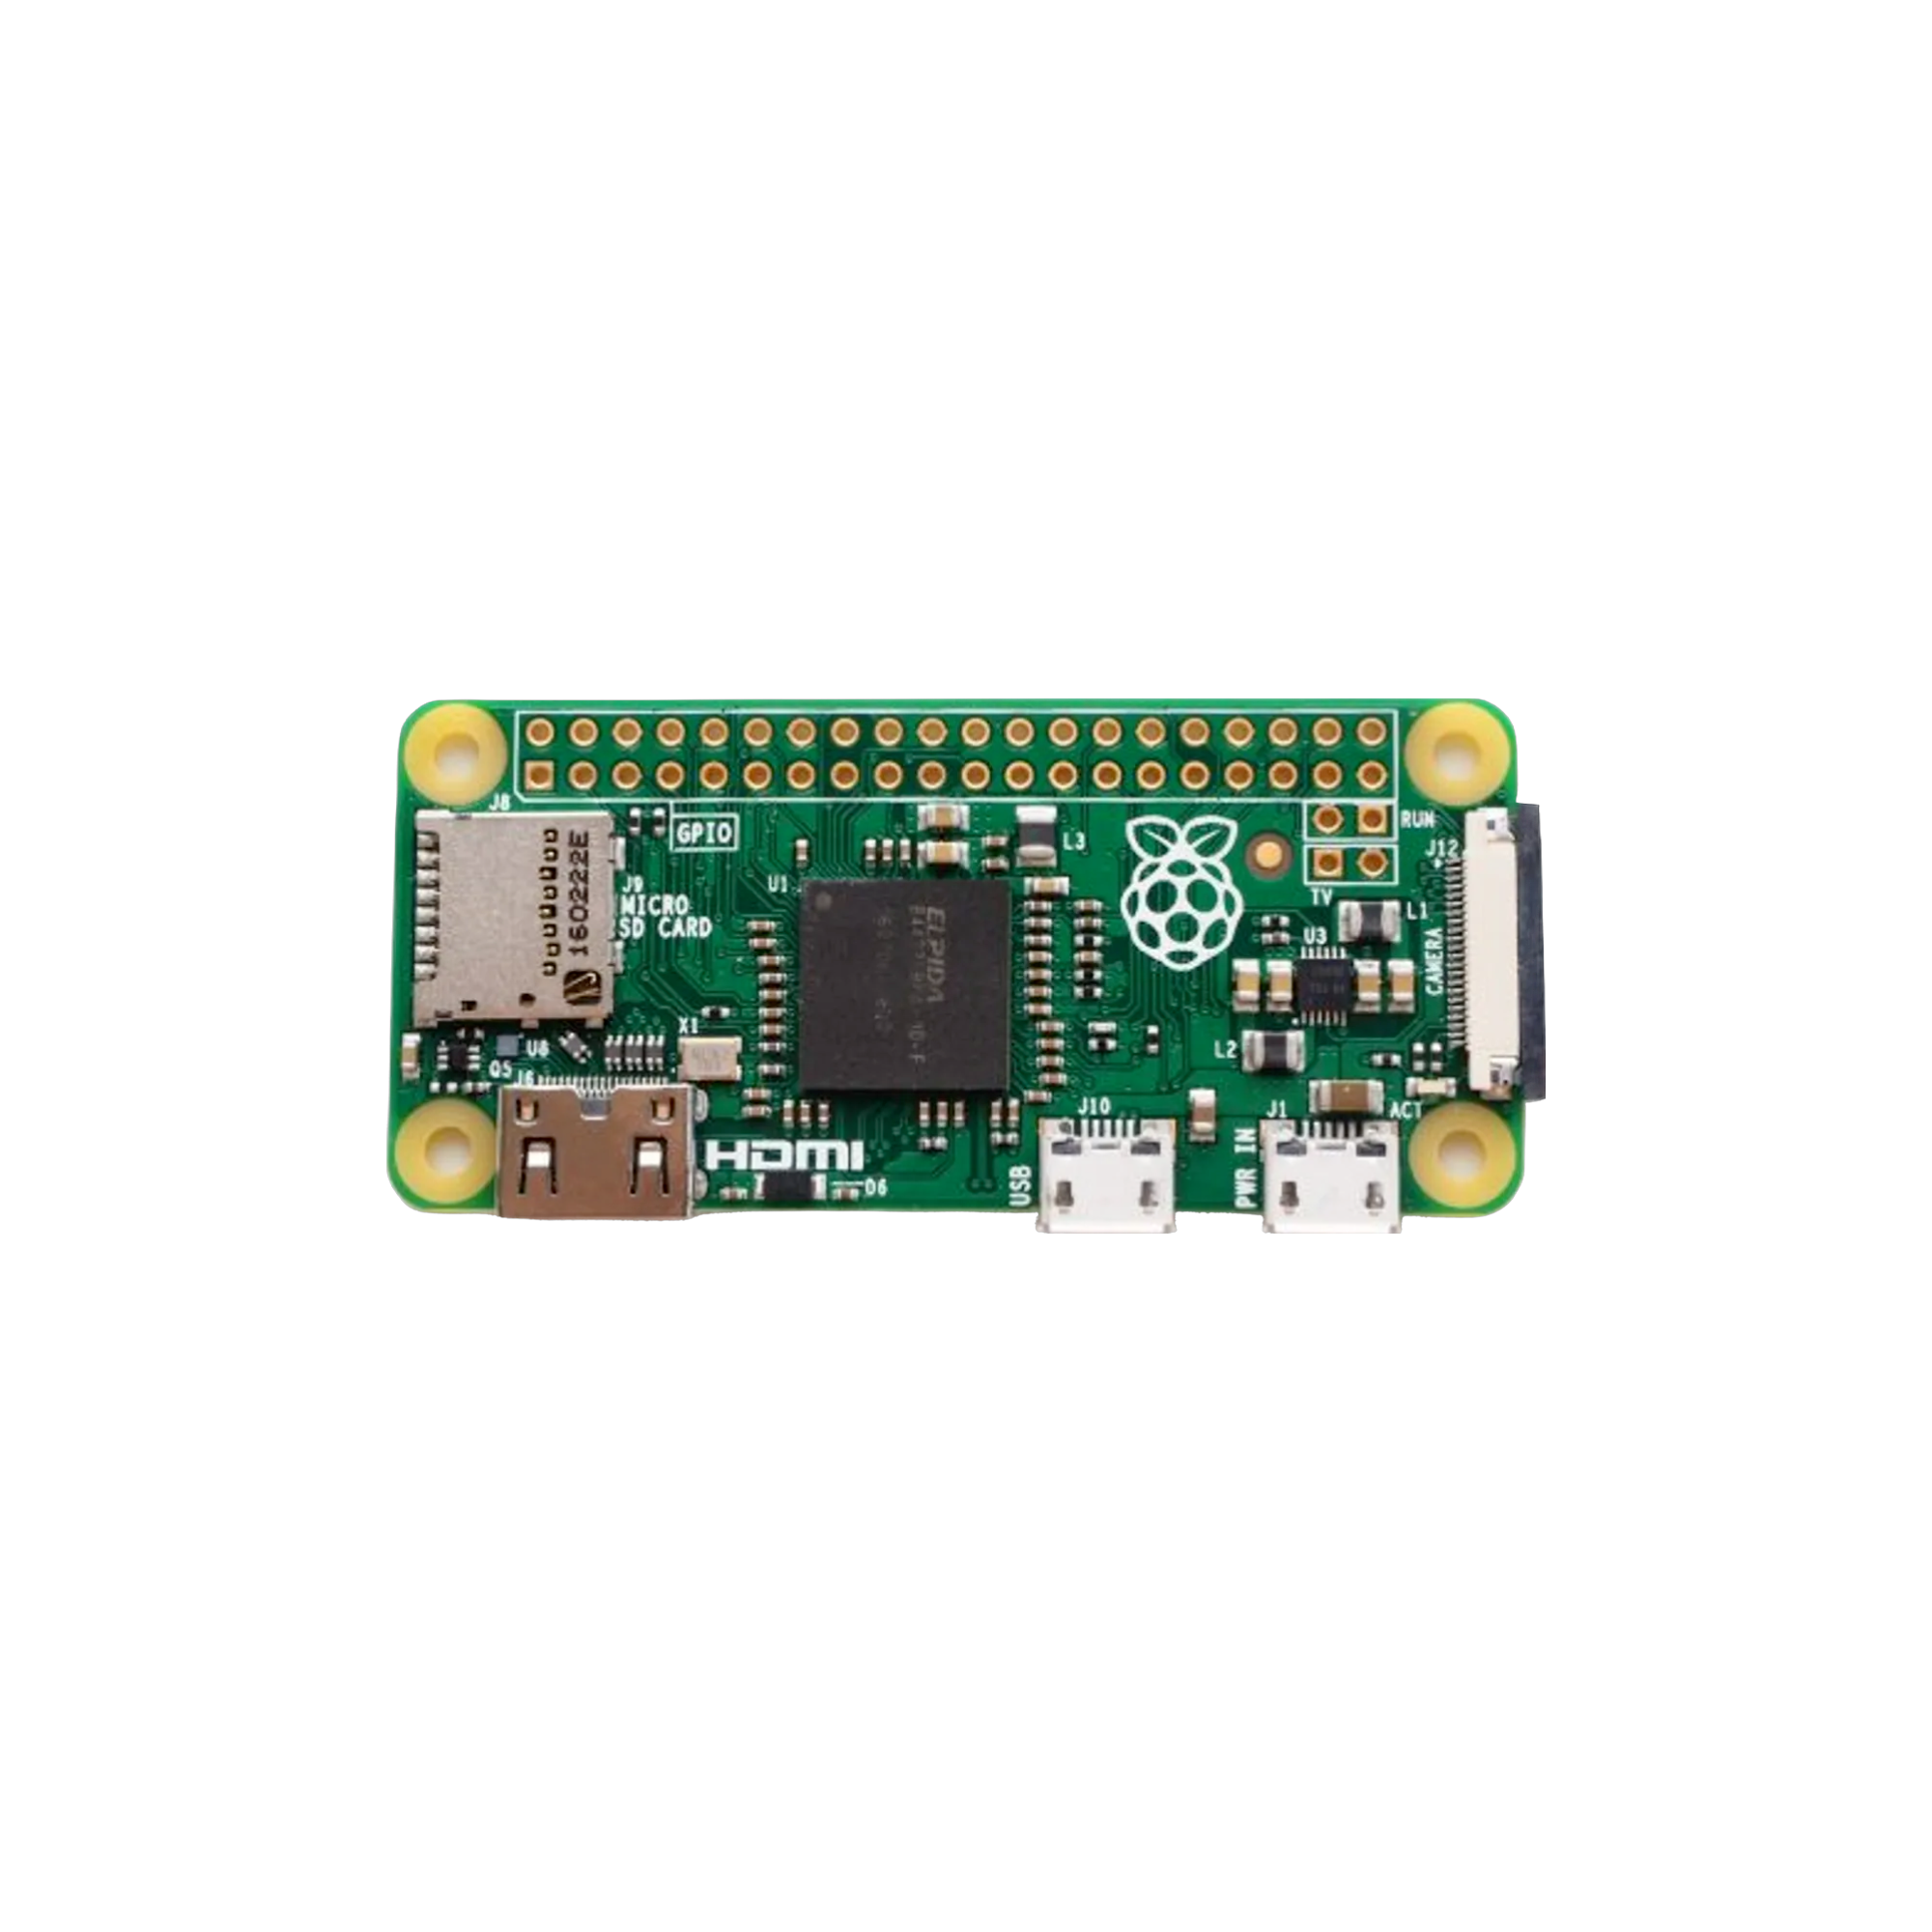 J8
GPIO
RUN
L3
J12
U1
J9
MICRO
SD CARD
160222E
TV
L1
U3
CAMERA
ELPIDA
X1
U8
L2
Q5
J6
J10
J1
ACT
HDMI
USB
PWR IN
D6